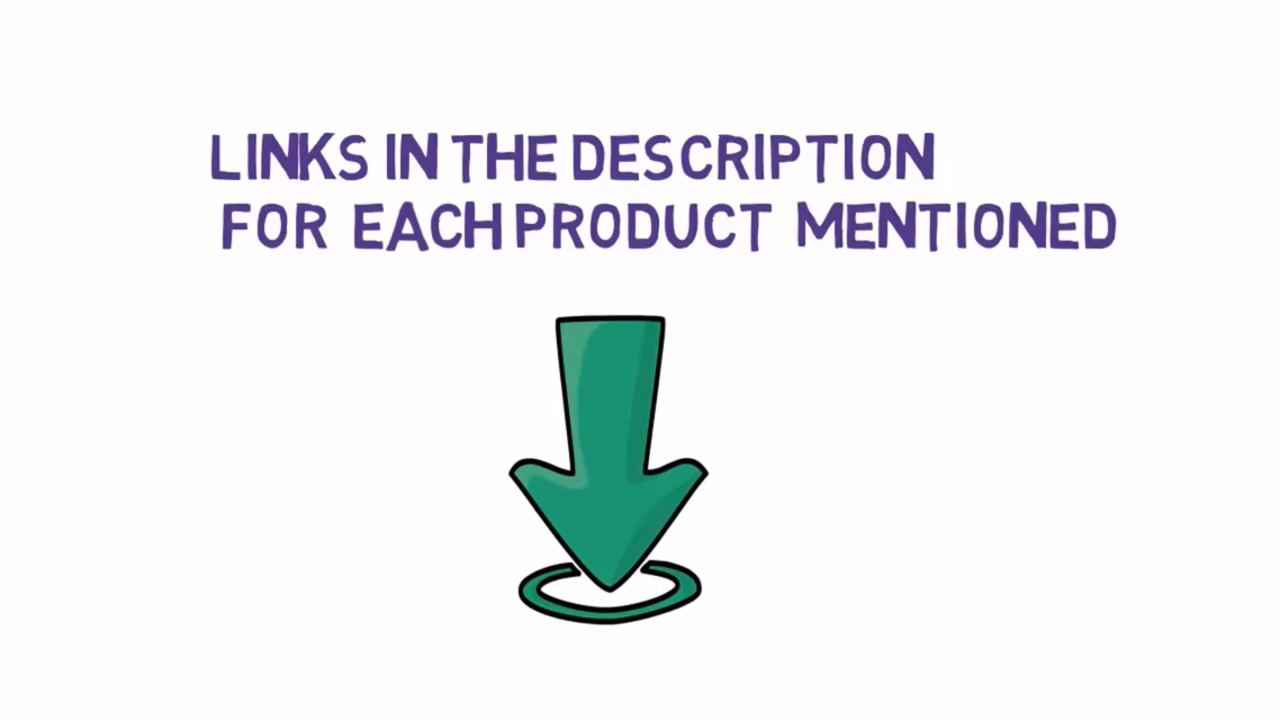 LINKS IN THE DESCRIPTION
FOR EACH PRODUCT MENTIONED